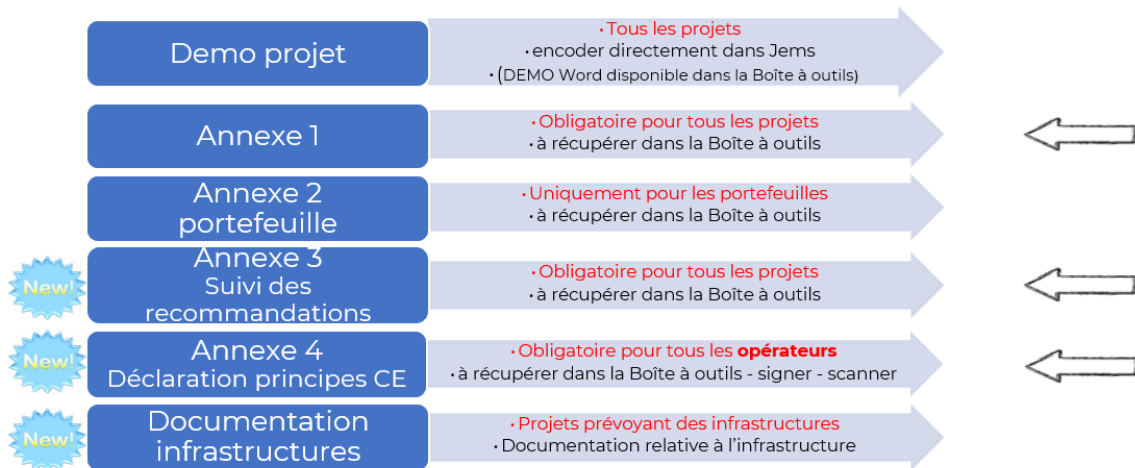 Demo projet
· Tous les projets
· encoder directement dans Jems
· (DEMO Word disponible dans la Boîte à outils)
Annexe 1
· Obligatoire pour tous les projets
· à récupérer dans la Boîte à outils
Annexe 2
portefeuille
· Uniquement pour les portefeuilles
· à récupérer dans la Boîte à outils
New!
Annexe 3
Suivi des
recommandations
· Obligatoire pour tous les projets
· à récupérer dans la Boîte à outils
New!
Annexe 4
Déclaration principes CE
· Obligatoire pour tous les opérateurs
· à récupérer dans la Boîte à outils - signer - scanner
New!
Documentation
infrastructures
· Projets prévoyant des infrastructures
· Documentation relative à l’infrastructure